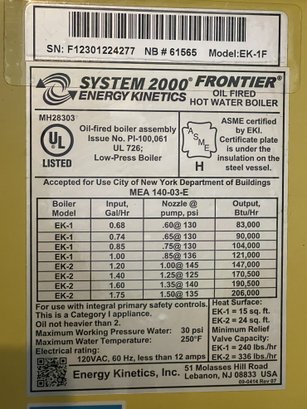 SN: F12301224277 NB # 61565 Model:EK-1F
SYSTEM 2000® FRONTIER®
ENERGY KINETICS
OIL FIRED
HOT WATER BOILER
MH28303
UL
LISTED
Oil-fired boiler assembly
Issue No. PI-100,061
UL 726;
Low-Press Boiler
ASME
H
ASME certified
by EKI.
Certificate plate
is under the
insulation on the
steel vessel.
Accepted for Use City of New York Department of Buildings
MEA 140-03-E
Boiler Model Input, Gal/Hr Nozzle @ pump, psi Output, Btu/Hr
EK-1 0.68 .60@ 130 83,000
EK-1 0.74 .65@ 130 90,000
EK-1 0.85 .75@ 130 104,000
EK-1 1.00 .85@ 136 121,000
EK-2 1.20 1.00@ 145 147,000
EK-2 1.40 1.25@ 125 170,500
EK-2 1.60 1.35@ 140 190,500
EK-2 1.75 1.50@ 135 206,000
For use with integral primary safety controls.
This is a Category I appliance.
Oil not heavier than 2.
Maximum Working Pressure Water: 30 psi
Maximum Water Temperature: 250°F
Electrical rating:
120VAC, 60 Hz, less than 12 amps
Heat Surface:
EK-1 = 15 sq. ft.
EK-2 = 24 sq. ft.
Minimum Relief
Valve Capacity
EK-1 = 240 lbs./hr
EK-2 = 336 lbs./hr
Energy Kinetics, Inc.
51 Molasses Hill Road
Lebanon, NJ 08833 USA
00-0414 Rev 07